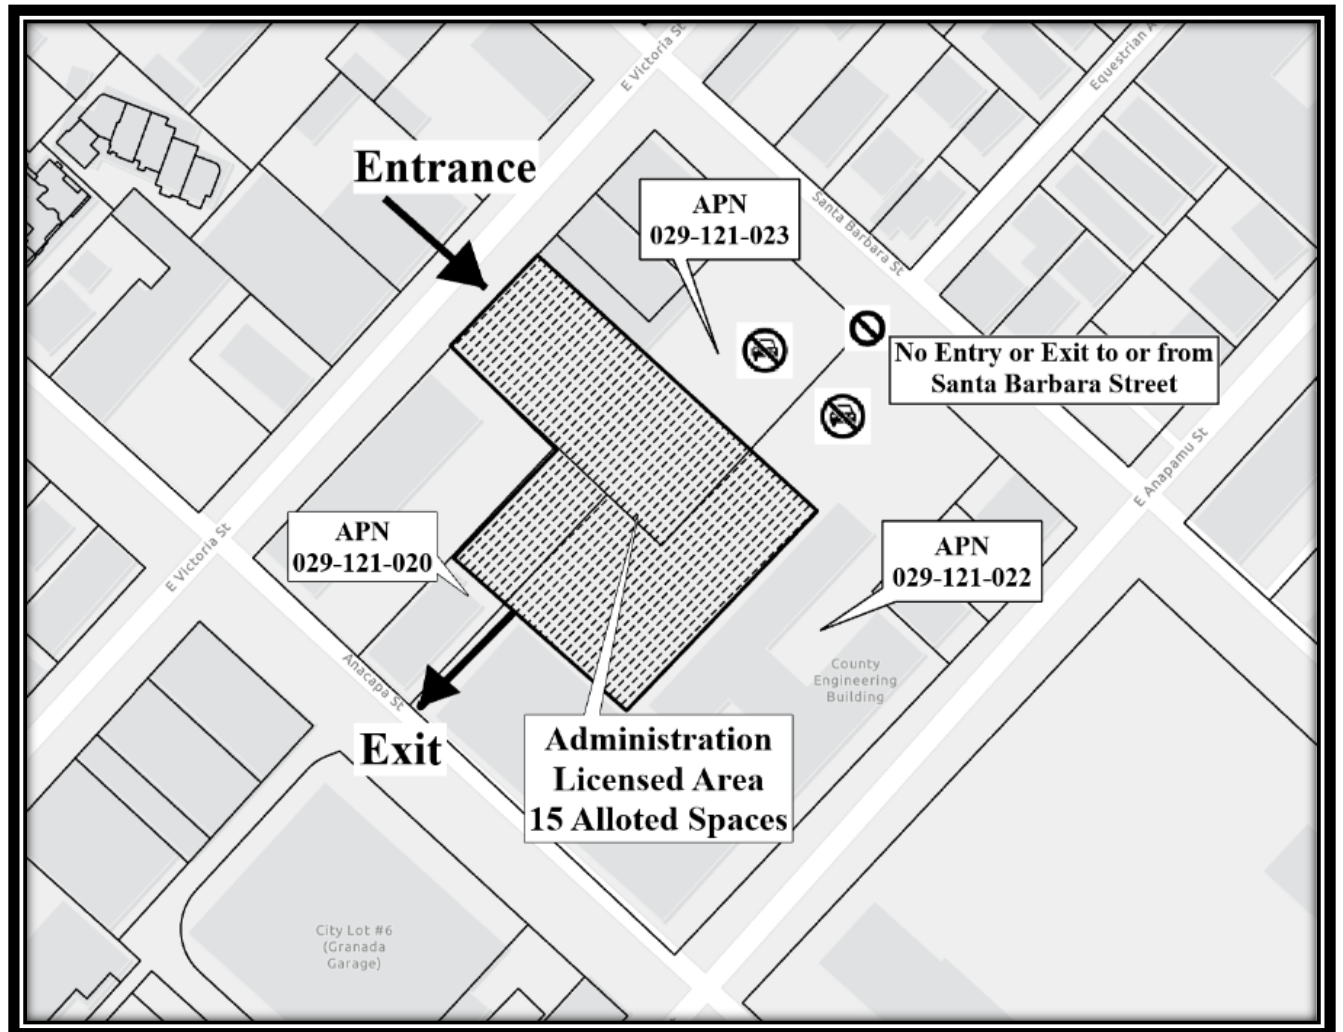 E Victoria St
Equestrian A
Entrance
APN
029-121-023
Santa Barbara St
No Entry or Exit to or from
Santa Barbara Street
E Anapamu St
APN
029-121-020
E Victoria St
APN
029-121-022
Anacapa St
County
Engineering
Building
Exit
Administration
Licensed Area
15 Alloted Spaces
City Lot #6
(Granada
Garage)